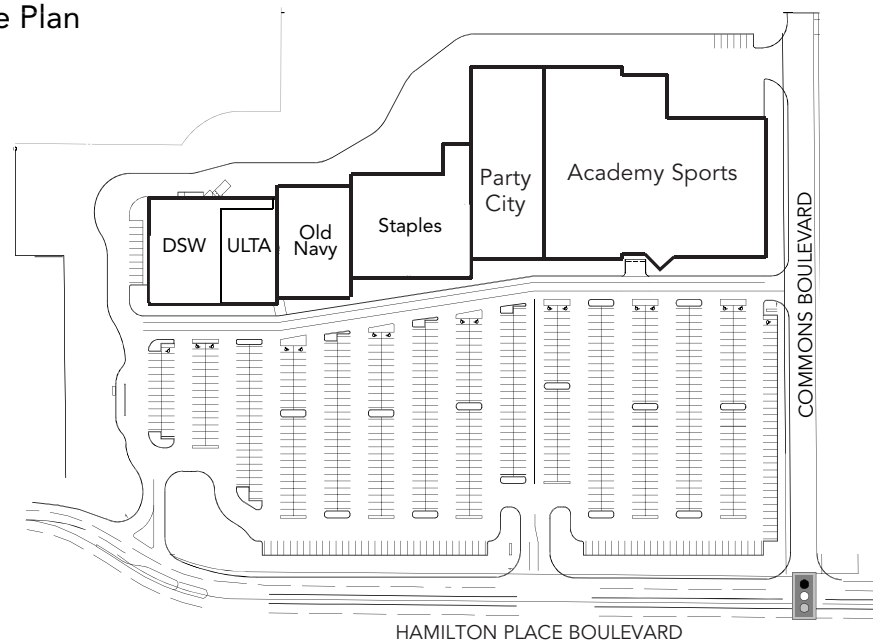 e Plan
Party
City
Academy Sports
DSW
ULTA
Old
Navy
Staples
COMMONS BOULEVARD
HAMILTON PLACE BOULEVARD